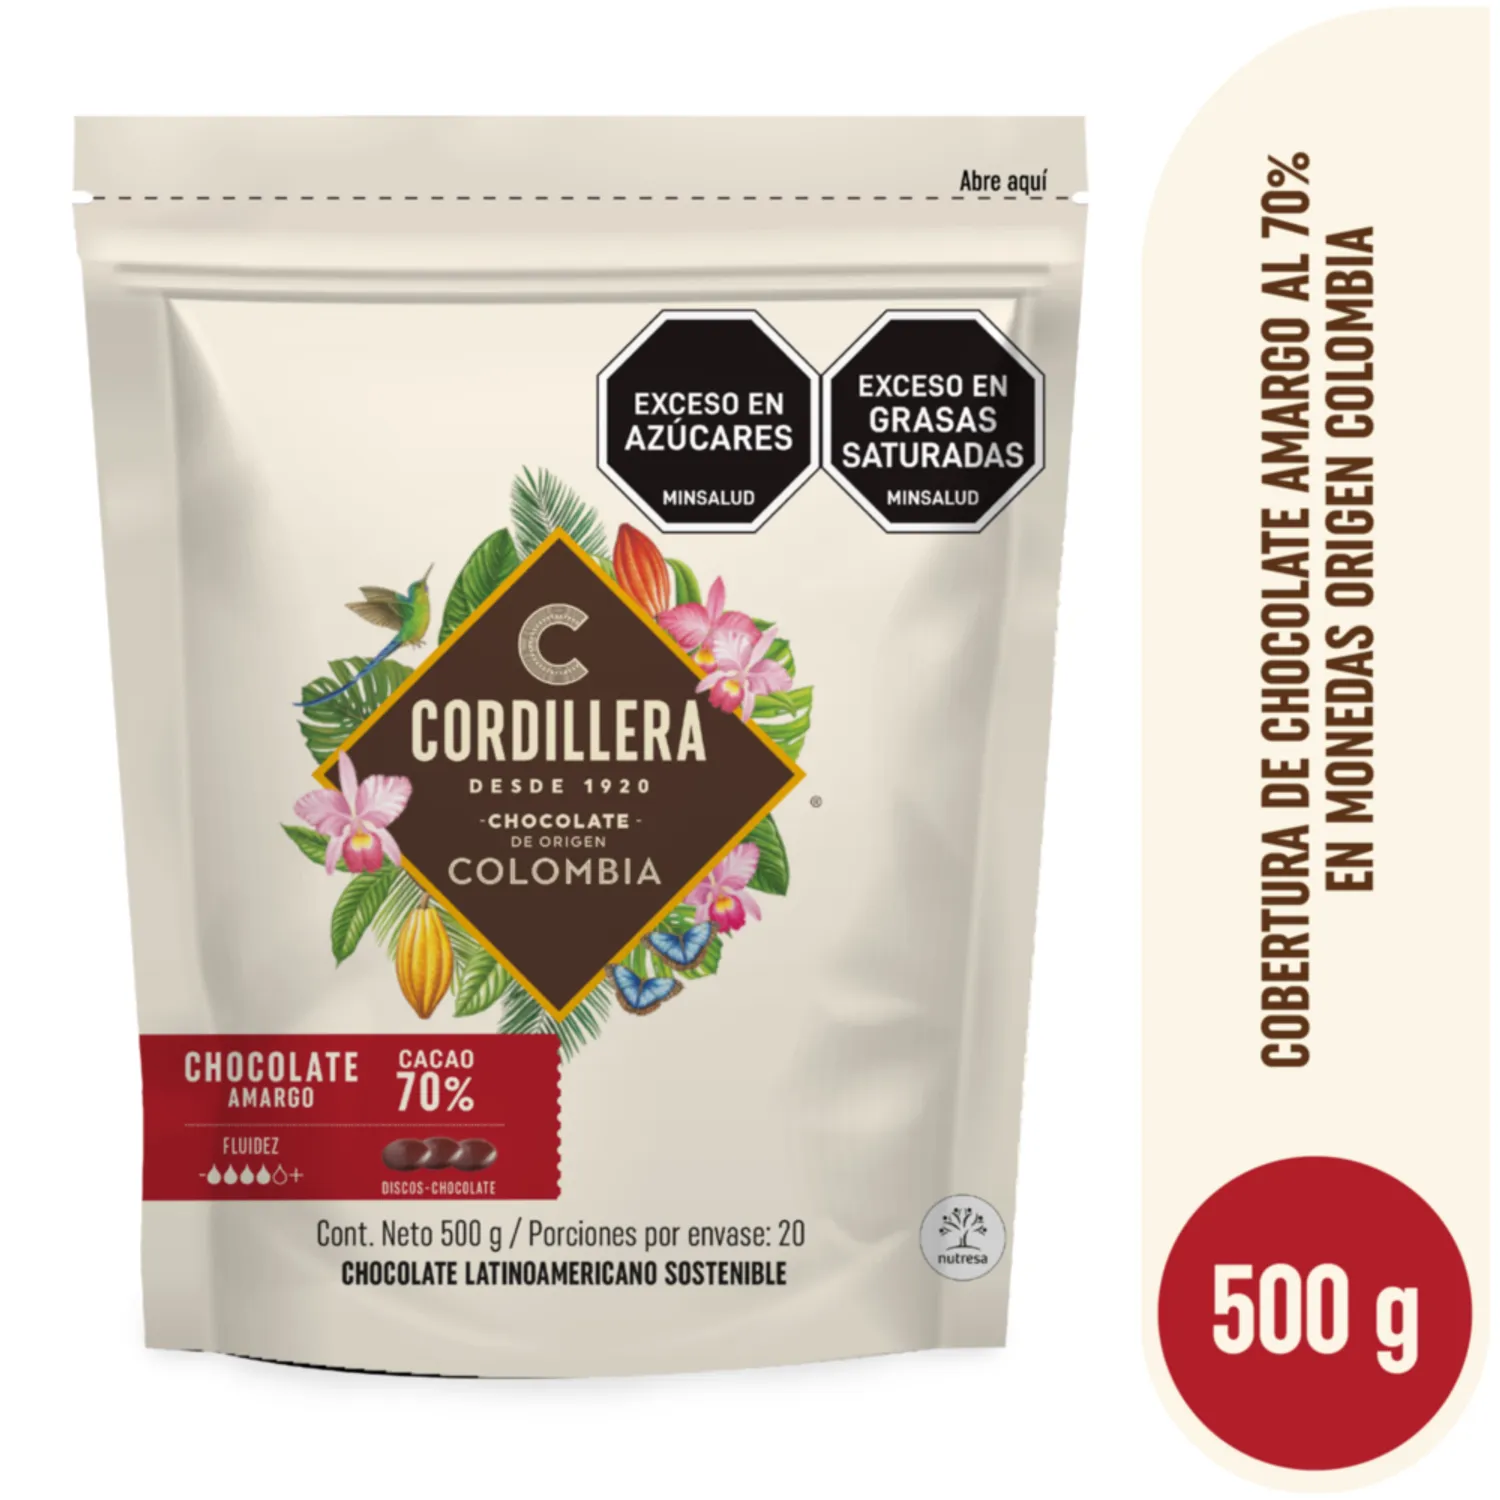 Abre aquí
EXCESO EN
AZÚCARES
MINSALUD
EXCESO EN
GRASAS
SATURADAS
MINSALUD
C
CORDILLERA
DESDE 1920
®
-CHOCOLATE-
DE ORIGEN
COLOMBIA
CHOCOLATE
AMARGO
CACAO
70%
FLUIDEZ
- +
DISCOS-CHOCOLATE
Cont. Neto 500 g / Porciones por envase: 20
CHOCOLATE LATINOAMERICANO SOSTENIBLE
nutresa
COBERTURA DE CHOCOLATE AMARGO AL 70%
EN MONEDAS ORIGEN COLOMBIA
500 g